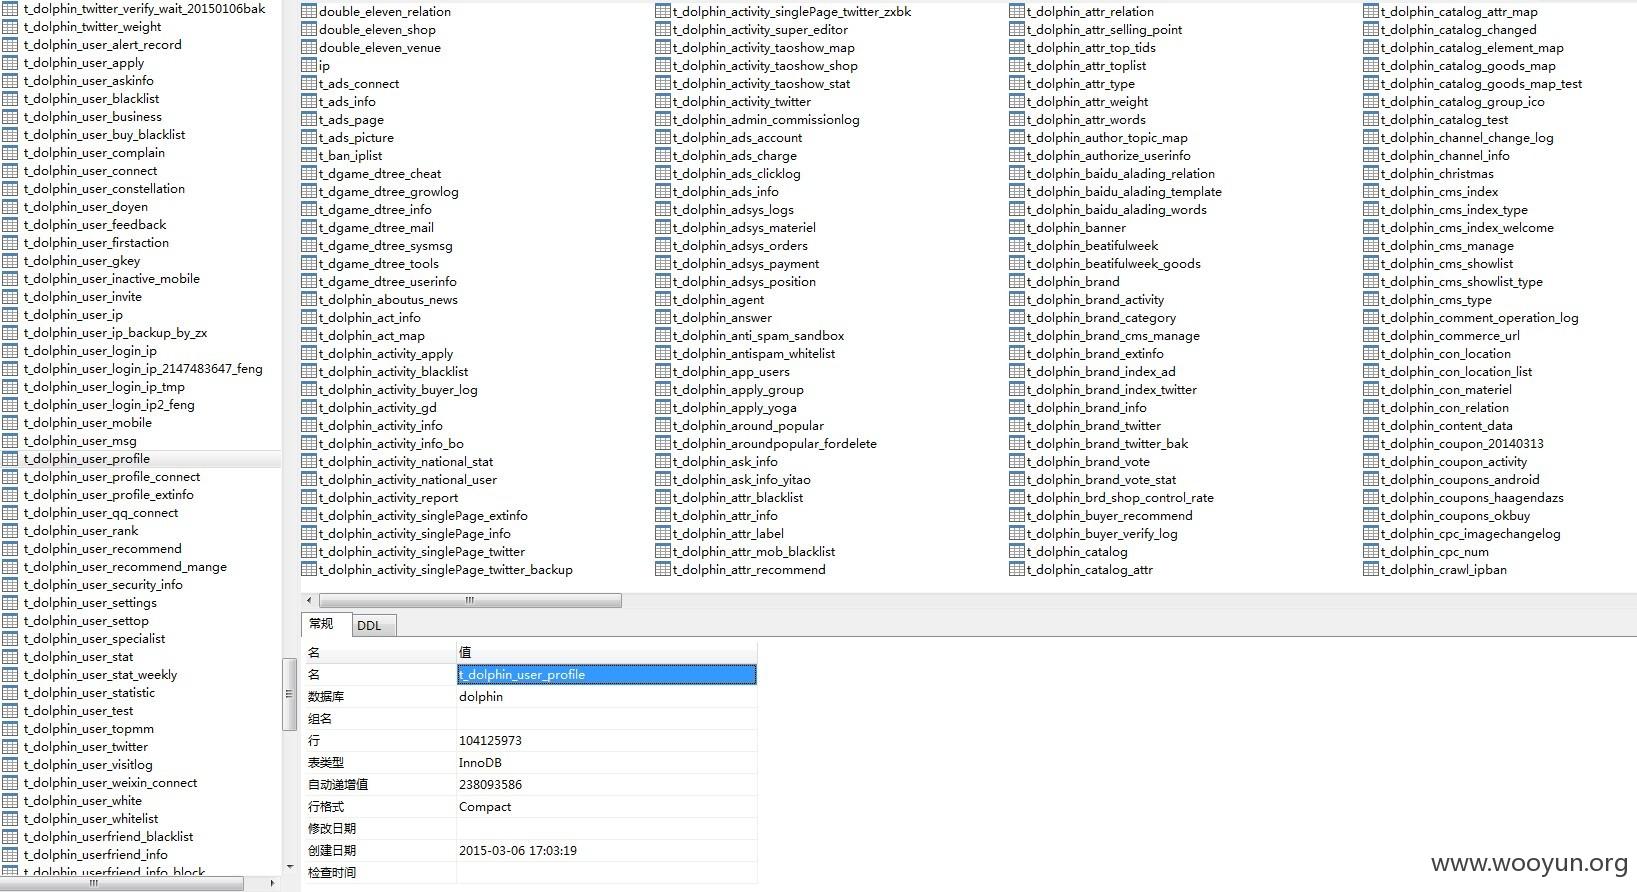 t_dolphin_twitter_verify_wait_20150106bak
t_dolphin_twitter_weight
t_dolphin_user_alert_record
t_dolphin_user_apply
t_dolphin_user_askinfo
t_dolphin_user_blacklist
t_dolphin_user_business
t_dolphin_user_buy_blacklist
t_dolphin_user_complain
t_dolphin_user_connect
t_dolphin_user_constellation
t_dolphin_user_doyen
t_dolphin_user_feedback
t_dolphin_user_firstaction
t_dolphin_user_gkey
t_dolphin_user_inactive_mobile
t_dolphin_user_invite
t_dolphin_user_ip
t_dolphin_user_ip_backup_by_zx
t_dolphin_user_login_ip
t_dolphin_user_login_ip_2147483647_feng
t_dolphin_user_login_ip_tmp
t_dolphin_user_login_ip2_feng
t_dolphin_user_mobile
t_dolphin_user_msg
t_dolphin_user_profile
t_dolphin_user_profile_connect
t_dolphin_user_profile_extinfo
t_dolphin_user_qq_connect
t_dolphin_user_rank
t_dolphin_user_recommend
t_dolphin_user_recommend_mange
t_dolphin_user_security_info
t_dolphin_user_settings
t_dolphin_user_settop
t_dolphin_user_specialist
t_dolphin_user_stat
t_dolphin_user_stat_weekly
t_dolphin_user_statistic
t_dolphin_user_test
t_dolphin_user_topmm
t_dolphin_user_twitter
t_dolphin_user_visitlog
t_dolphin_user_weixin_connect
t_dolphin_user_white
t_dolphin_user_whitelist
t_dolphin_userfriend_blacklist
t_dolphin_userfriend_info
t_dolphin_userfriend_info_block
double_eleven_relation
double_eleven_shop
double_eleven_venue
ip
t_ads_connect
t_ads_info
t_ads_page
t_ads_picture
t_ban_iplist
t_dgame_dtree_cheat
t_dgame_dtree_growlog
t_dgame_dtree_info
t_dgame_dtree_mail
t_dgame_dtree_sysmsg
t_dgame_dtree_tools
t_dgame_dtree_userinfo
t_dolphin_aboutus_news
t_dolphin_act_info
t_dolphin_act_map
t_dolphin_activity_apply
t_dolphin_activity_blacklist
t_dolphin_activity_buyer_log
t_dolphin_activity_gd
t_dolphin_activity_info
t_dolphin_activity_info_bo
t_dolphin_activity_national_stat
t_dolphin_activity_national_user
t_dolphin_activity_report
t_dolphin_activity_singlePage_extinfo
t_dolphin_activity_singlePage_info
t_dolphin_activity_singlePage_twitter
t_dolphin_activity_singlePage_twitter_backup
t_dolphin_activity_singlePage_twitter_zxbk
t_dolphin_activity_super_editor
t_dolphin_activity_taoshow_map
t_dolphin_activity_taoshow_shop
t_dolphin_activity_taoshow_stat
t_dolphin_activity_twitter
t_dolphin_admin_commissionlog
t_dolphin_ads_account
t_dolphin_ads_charge
t_dolphin_ads_clicklog
t_dolphin_ads_info
t_dolphin_adsys_logs
t_dolphin_adsys_materiel
t_dolphin_adsys_orders
t_dolphin_adsys_payment
t_dolphin_adsys_position
t_dolphin_agent
t_dolphin_answer
t_dolphin_anti_spam_sandbox
t_dolphin_antispam_whitelist
t_dolphin_app_users
t_dolphin_apply_group
t_dolphin_apply_yoga
t_dolphin_around_popular
t_dolphin_aroundpopular_fordelete
t_dolphin_ask_info
t_dolphin_ask_info_yitao
t_dolphin_attr_blacklist
t_dolphin_attr_info
t_dolphin_attr_label
t_dolphin_attr_mob_blacklist
t_dolphin_attr_recommend
t_dolphin_attr_relation
t_dolphin_attr_selling_point
t_dolphin_attr_top_tids
t_dolphin_attr_toplist
t_dolphin_attr_type
t_dolphin_attr_weight
t_dolphin_attr_words
t_dolphin_author_topic_map
t_dolphin_authorize_userinfo
t_dolphin_baidu_alading_relation
t_dolphin_baidu_alading_template
t_dolphin_baidu_alading_words
t_dolphin_banner
t_dolphin_beatifulweek
t_dolphin_beatifulweek_goods
t_dolphin_brand
t_dolphin_brand_activity
t_dolphin_brand_category
t_dolphin_brand_cms_manage
t_dolphin_brand_extinfo
t_dolphin_brand_index_ad
t_dolphin_brand_index_twitter
t_dolphin_brand_info
t_dolphin_brand_twitter
t_dolphin_brand_twitter_bak
t_dolphin_brand_vote
t_dolphin_brand_vote_stat
t_dolphin_brd_shop_control_rate
t_dolphin_buyer_recommend
t_dolphin_buyer_verify_log
t_dolphin_catalog
t_dolphin_catalog_attr
t_dolphin_catalog_attr_map
t_dolphin_catalog_changed
t_dolphin_catalog_element_map
t_dolphin_catalog_goods_map
t_dolphin_catalog_goods_map_test
t_dolphin_catalog_group_ico
t_dolphin_catalog_test
t_dolphin_channel_change_log
t_dolphin_channel_info
t_dolphin_christmas
t_dolphin_cms_index
t_dolphin_cms_index_type
t_dolphin_cms_index_welcome
t_dolphin_cms_manage
t_dolphin_cms_showlist
t_dolphin_cms_showlist_type
t_dolphin_cms_type
t_dolphin_comment_operation_log
t_dolphin_commerce_url
t_dolphin_con_location
t_dolphin_con_location_list
t_dolphin_con_materiel
t_dolphin_con_relation
t_dolphin_content_data
t_dolphin_coupon_20140313
t_dolphin_coupon_activity
t_dolphin_coupons_android
t_dolphin_coupons_haagendazs
t_dolphin_coupons_okbuy
t_dolphin_cpc_imagechangelog
t_dolphin_cpc_num
t_dolphin_crawl_ipban
常规 DDL
名 值
名 t_dolphin_user_profile
数据库 dolphin
组名
行 104125973
表类型 InnoDB
自动递增值 238093586
行格式 Compact
修改日期
创建日期 2015-03-06 17:03:19
检查时间
www.wooyun.org